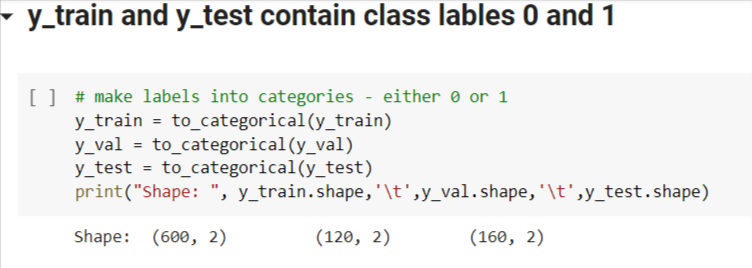 y_train and y_test contain class lables 0 and 1
[ ] # make labels into categories - either 0 or 1
y_train = to_categorical(y_train)
y_val = to_categorical(y_val)
y_test = to_categorical(y_test)
print("Shape: ", y_train.shape,'\t',y_val.shape,'\t',y_test.shape)
Shape:  (600, 2)         (120, 2)        (160, 2)